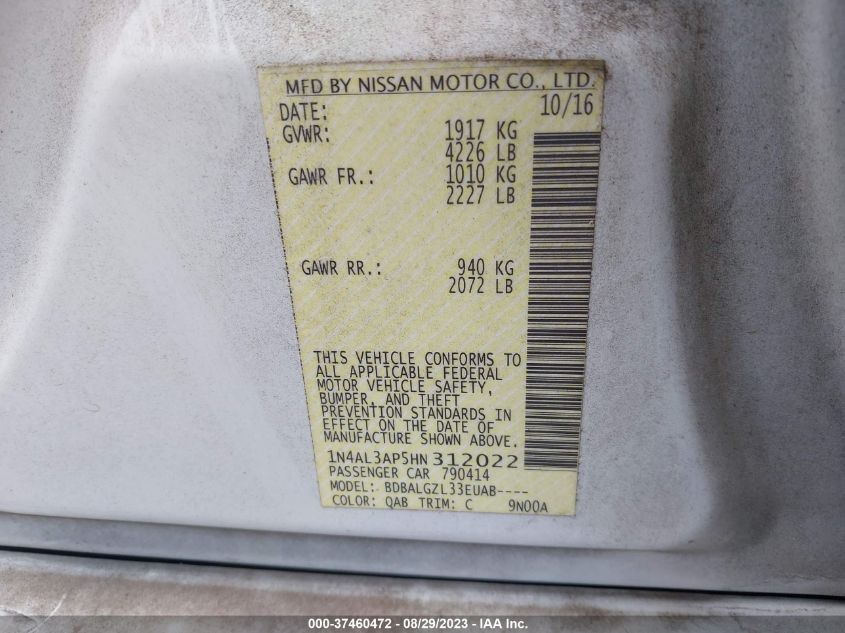 MFD BY NISSAN MOTOR CO., LTD.
DATE: 10/16
GVWR: 1917 KG
4226 LB
GAWR FR.: 1010 KG
2227 LB
GAWR RR.: 940 KG
2072 LB
THIS VEHICLE CONFORMS TO
ALL APPLICABLE FEDERAL
MOTOR VEHICLE SAFETY,
BUMPER, AND THEFT
PREVENTION STANDARDS IN
EFFECT ON THE DATE OF
MANUFACTURE SHOWN ABOVE.
1N4AL3AP5HN312022
PASSENGER CAR 790414
MODEL: BDBALGZL33EUAB----
COLOR: QAB TRIM: C 9N00A
000-37460472 - 08/29/2023 - IAA Inc.